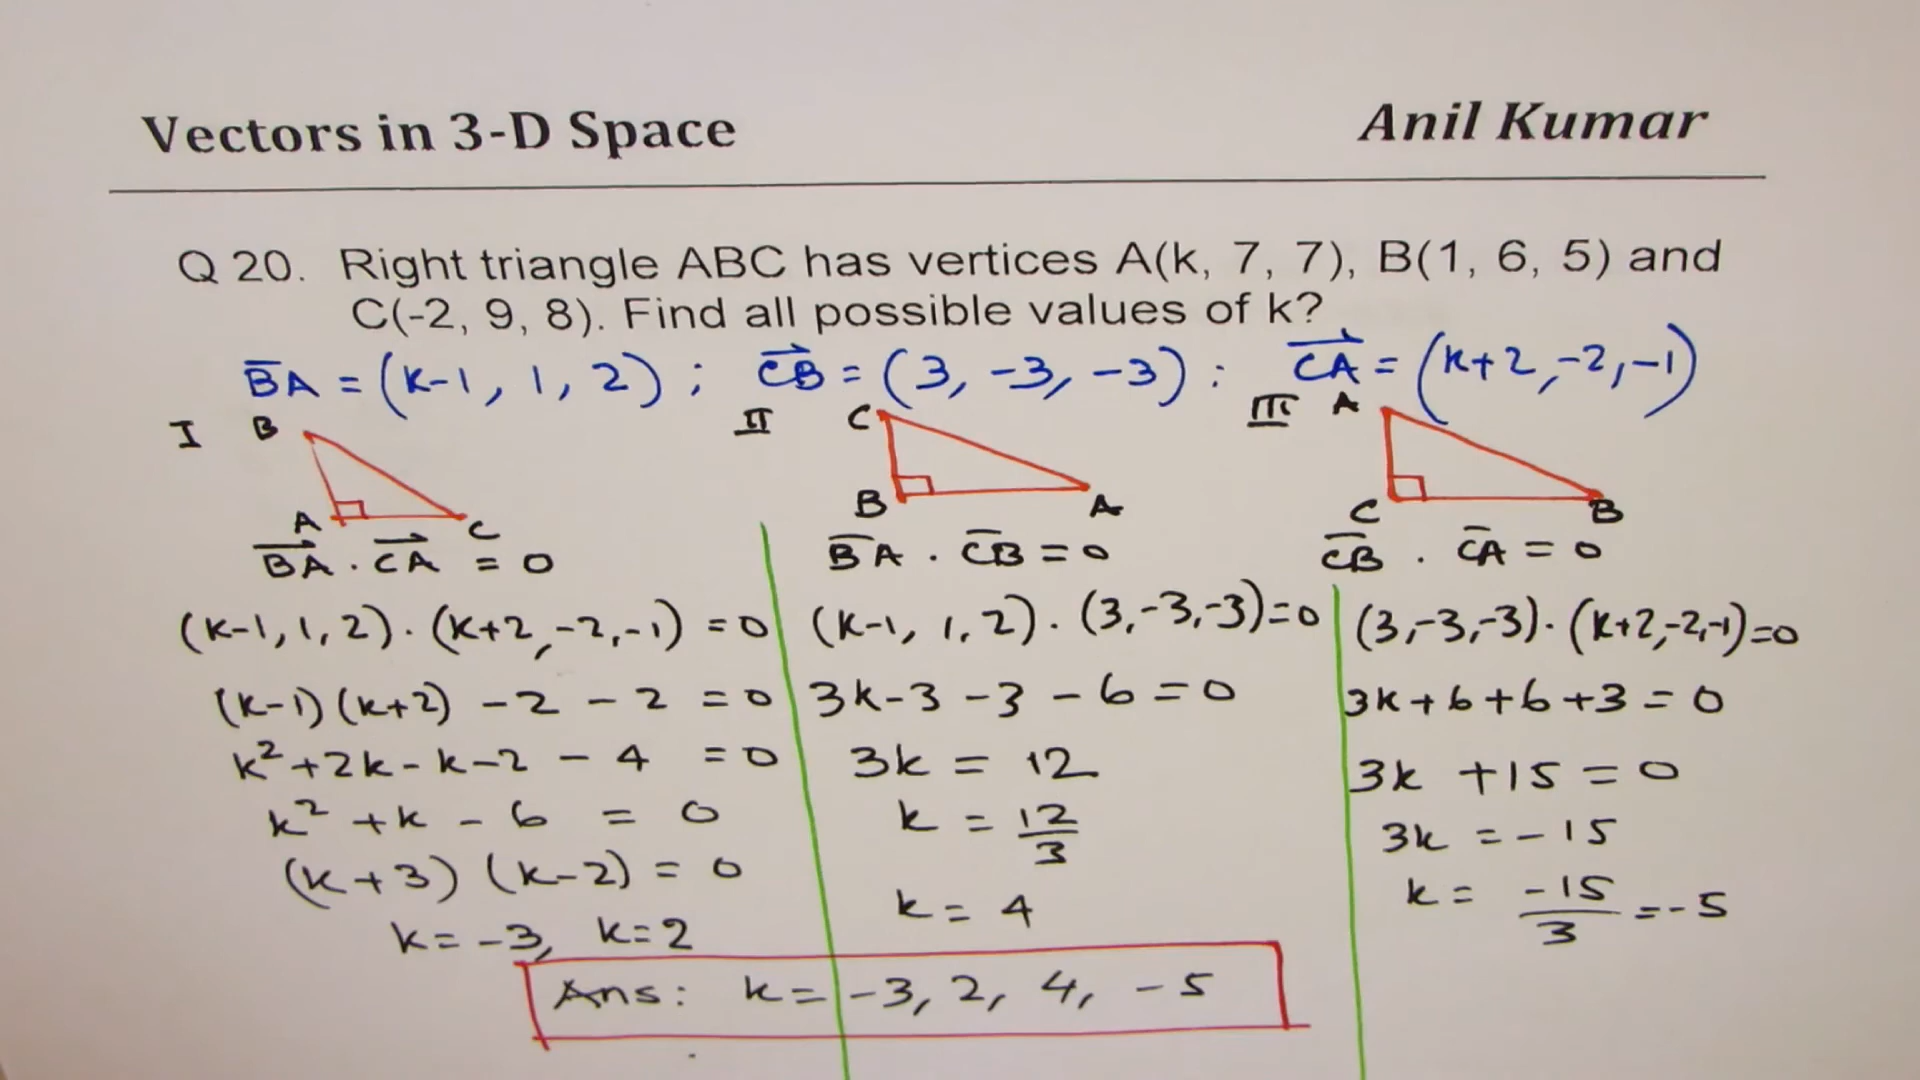 Vectors in 3-D Space
Anil Kumar
Q 20. Right triangle ABC has vertices A(k, 7, 7), B(1, 6, 5) and
C(-2, 9, 8). Find all possible values of k?
BA = (k-1, 1, 2) ; CB = (3, -3, -3) : CA = (k+2, -2, -1)
I
B
A
C
BA · CA = 0
(k-1, 1, 2) · (k+2, -2, -1) = 0
(k-1)(k+2) - 2 - 2 = 0
k² + 2k - k - 2 - 4 = 0
k² + k - 6 = 0
(k+3) (k-2) = 0
k = -3, k = 2
II
C
B
A
BA · CB = 0
(k-1, 1, 2) · (3, -3, -3) = 0
3k - 3 - 3 - 6 = 0
3k = 12
k = 12/3
k = 4
III
A
C
B
CB · CA = 0
(3, -3, -3) · (k+2, -2, -1) = 0
3k + 6 + 6 + 3 = 0
3k + 15 = 0
3k = -15
k = -15/3 = -5
Ans: k = -3, 2, 4, -5